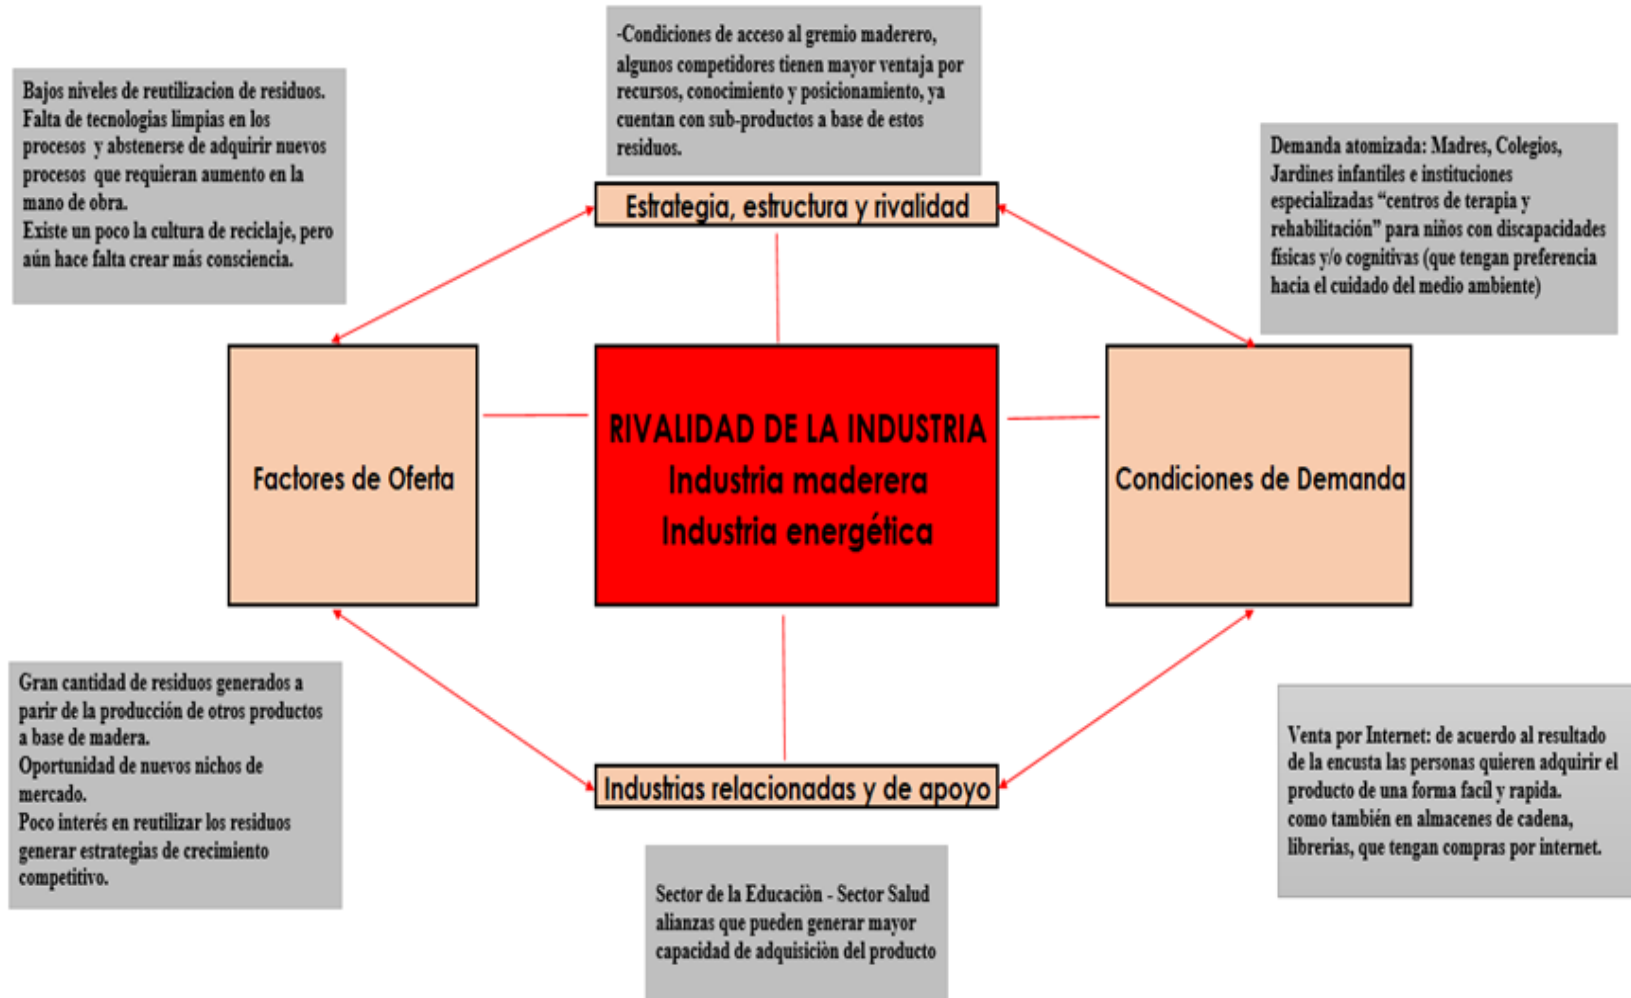 -Condiciones de acceso al gremio maderero,
algunos competidores tienen mayor ventaja por
recursos, conocimiento y posicionamiento, ya
cuentan con sub-productos a base de estos
residuos.
Bajos niveles de reutilizacion de residuos.
Falta de tecnologias limpias en los
procesos y abstenerse de adquirir nuevos
procesos que requieran aumento en la
mano de obra.
Existe un poco la cultura de reciclaje, pero
aún hace falta crear más consciencia.
Demanda atomizada: Madres, Colegios,
Jardines infantiles e instituciones
especializadas “centros de terapia y
rehabilitación” para niños con discapacidades
físicas y/o cognitivas (que tengan preferencia
hacia el cuidado del medio ambiente)
Estrategia, estructura y rivalidad
Factores de Oferta
RIVALIDAD DE LA INDUSTRIA
Industria maderera
Industria energética
Condiciones de Demanda
Gran cantidad de residuos generados a
parir de la producción de otros productos
a base de madera.
Oportunidad de nuevos nichos de
mercado.
Poco interés en reutilizar los residuos
generar estrategias de crecimiento
competitivo.
Industrias relacionadas y de apoyo
Venta por Internet: de acuerdo al resultado
de la encusta las personas quieren adquirir el
producto de una forma facíl y rapida.
como también en almacenes de cadena,
librerias, que tengan compras por internet.
Sector de la Educaciòn - Sector Salud
alianzas que pueden generar mayor
capacidad de adquisiciòn del producto